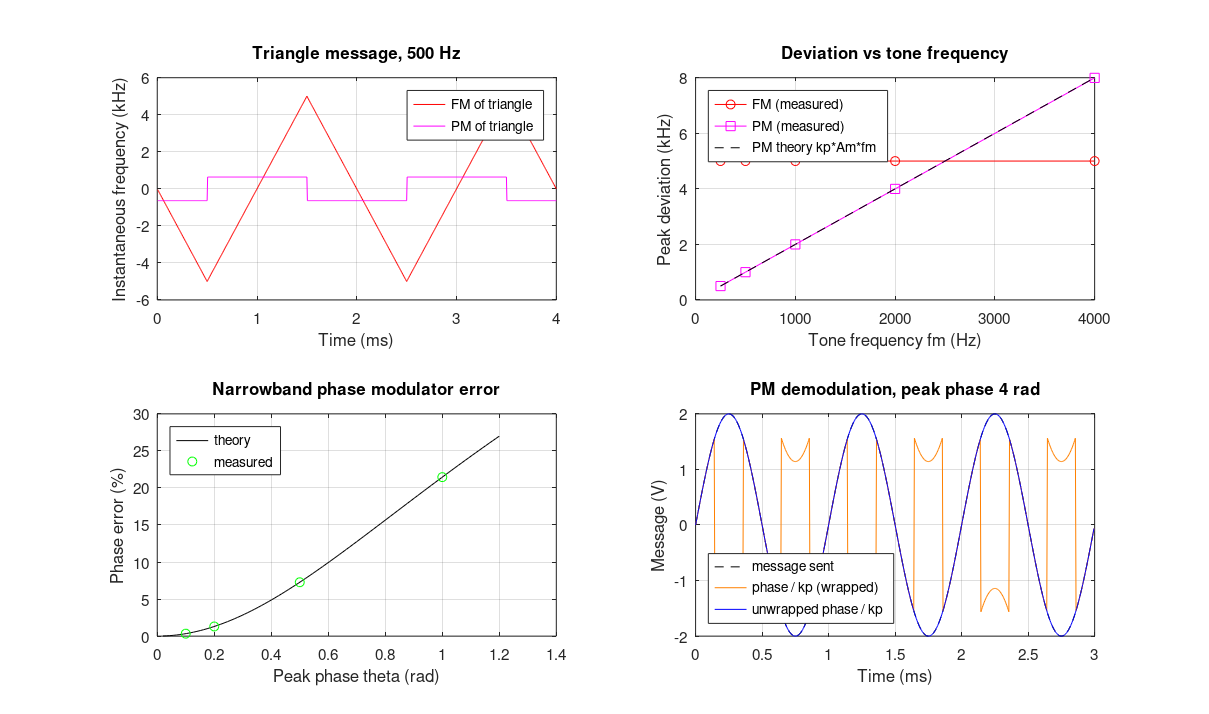 Triangle message, 500 Hz
Instantaneous frequency (kHz)
6
4
2
0
-2
-4
-6
FM of triangle
PM of triangle
0 1 2 3 4
Time (ms)
Deviation vs tone frequency
Peak deviation (kHz)
8
6
4
2
0
FM (measured)
PM (measured)
PM theory kp*Am*fm
0 1000 2000 3000 4000
Tone frequency fm (Hz)
Narrowband phase modulator error
Phase error (%)
30
25
20
15
10
5
0
theory
measured
0 0.2 0.4 0.6 0.8 1 1.2 1.4
Peak phase theta (rad)
PM demodulation, peak phase 4 rad
Message (V)
2
1
0
-1
-2
message sent
phase / kp (wrapped)
unwrapped phase / kp
0 0.5 1 1.5 2 2.5 3
Time (ms)